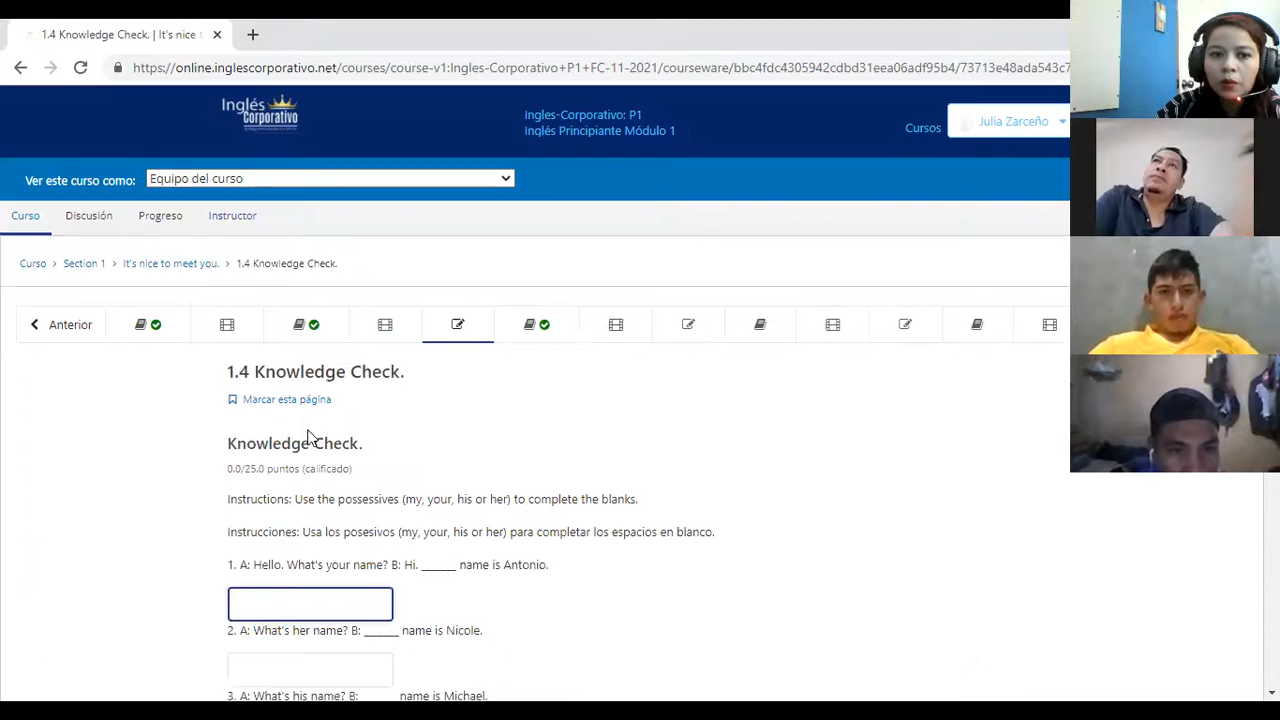 1.4 Knowledge Check. | It's nice t
https://online.inglescorporativo.net/courses/course-v1:Ingles-Corporativo+P1+FC-11-2021/courseware/bbc4fdc4305942cdbd31eea06adf95b4/73713e48ada543c7
Inglés
Corporativo
Ingles-Corporativo: P1
Inglés Principiante Módulo 1
Cursos
Julia Zarceño
Ver este curso como:
Equipo del curso
Curso
Discusión
Progreso
Instructor
Curso > Section 1 > It's nice to meet you. > 1.4 Knowledge Check.
Anterior
1.4 Knowledge Check.
Marcar esta página
Knowledge Check.
0.0/25.0 puntos (calificado)
Instructions: Use the possessives (my, your, his or her) to complete the blanks.
Instrucciones: Usa los posesivos (my, your, his or her) para completar los espacios en blanco.
1. A: Hello. What's your name? B: Hi. ______ name is Antonio.
2. A: What's her name? B: ______ name is Nicole.
3. A: What's his name? B: ______ name is Michael.